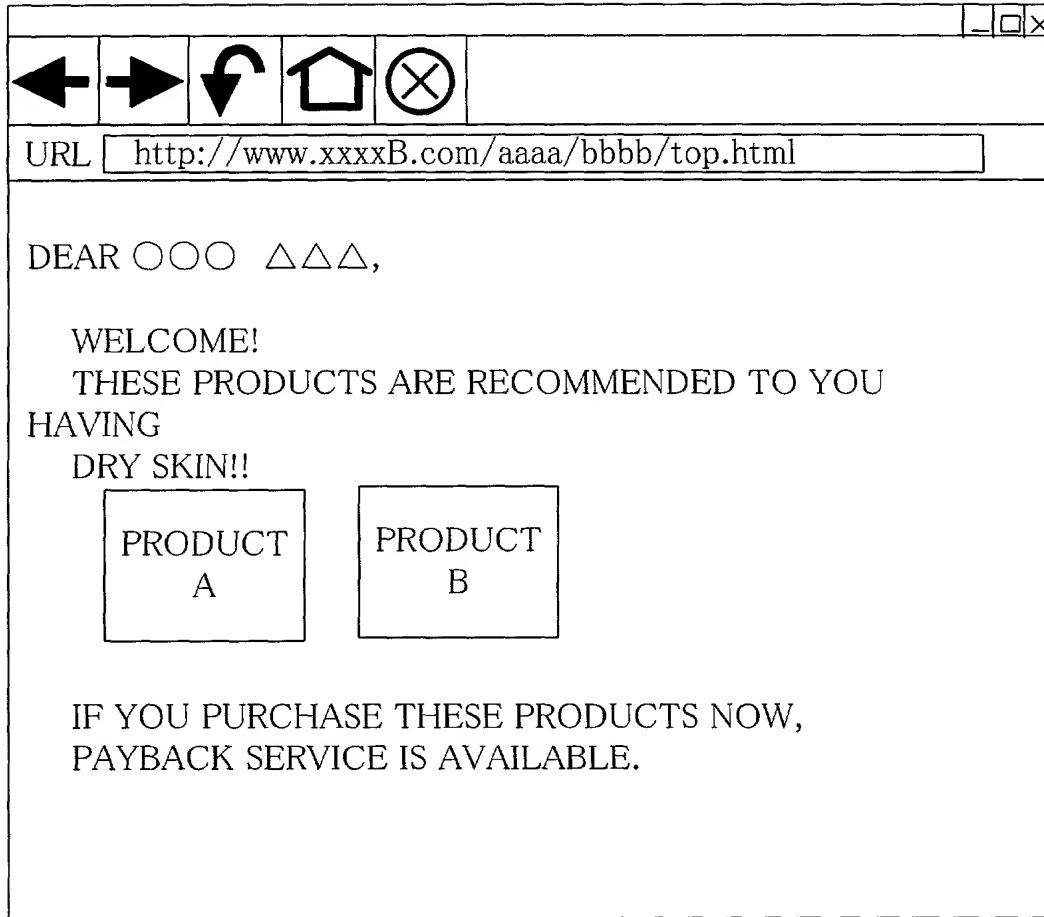 URL http://www.xxxxB.com/aaaa/bbbb/top.html
DEAR ○○○ △△△,
WELCOME!
THESE PRODUCTS ARE RECOMMENDED TO YOU
HAVING
DRY SKIN!!
PRODUCT
A
PRODUCT
B
IF YOU PURCHASE THESE PRODUCTS NOW,
PAYBACK SERVICE IS AVAILABLE.